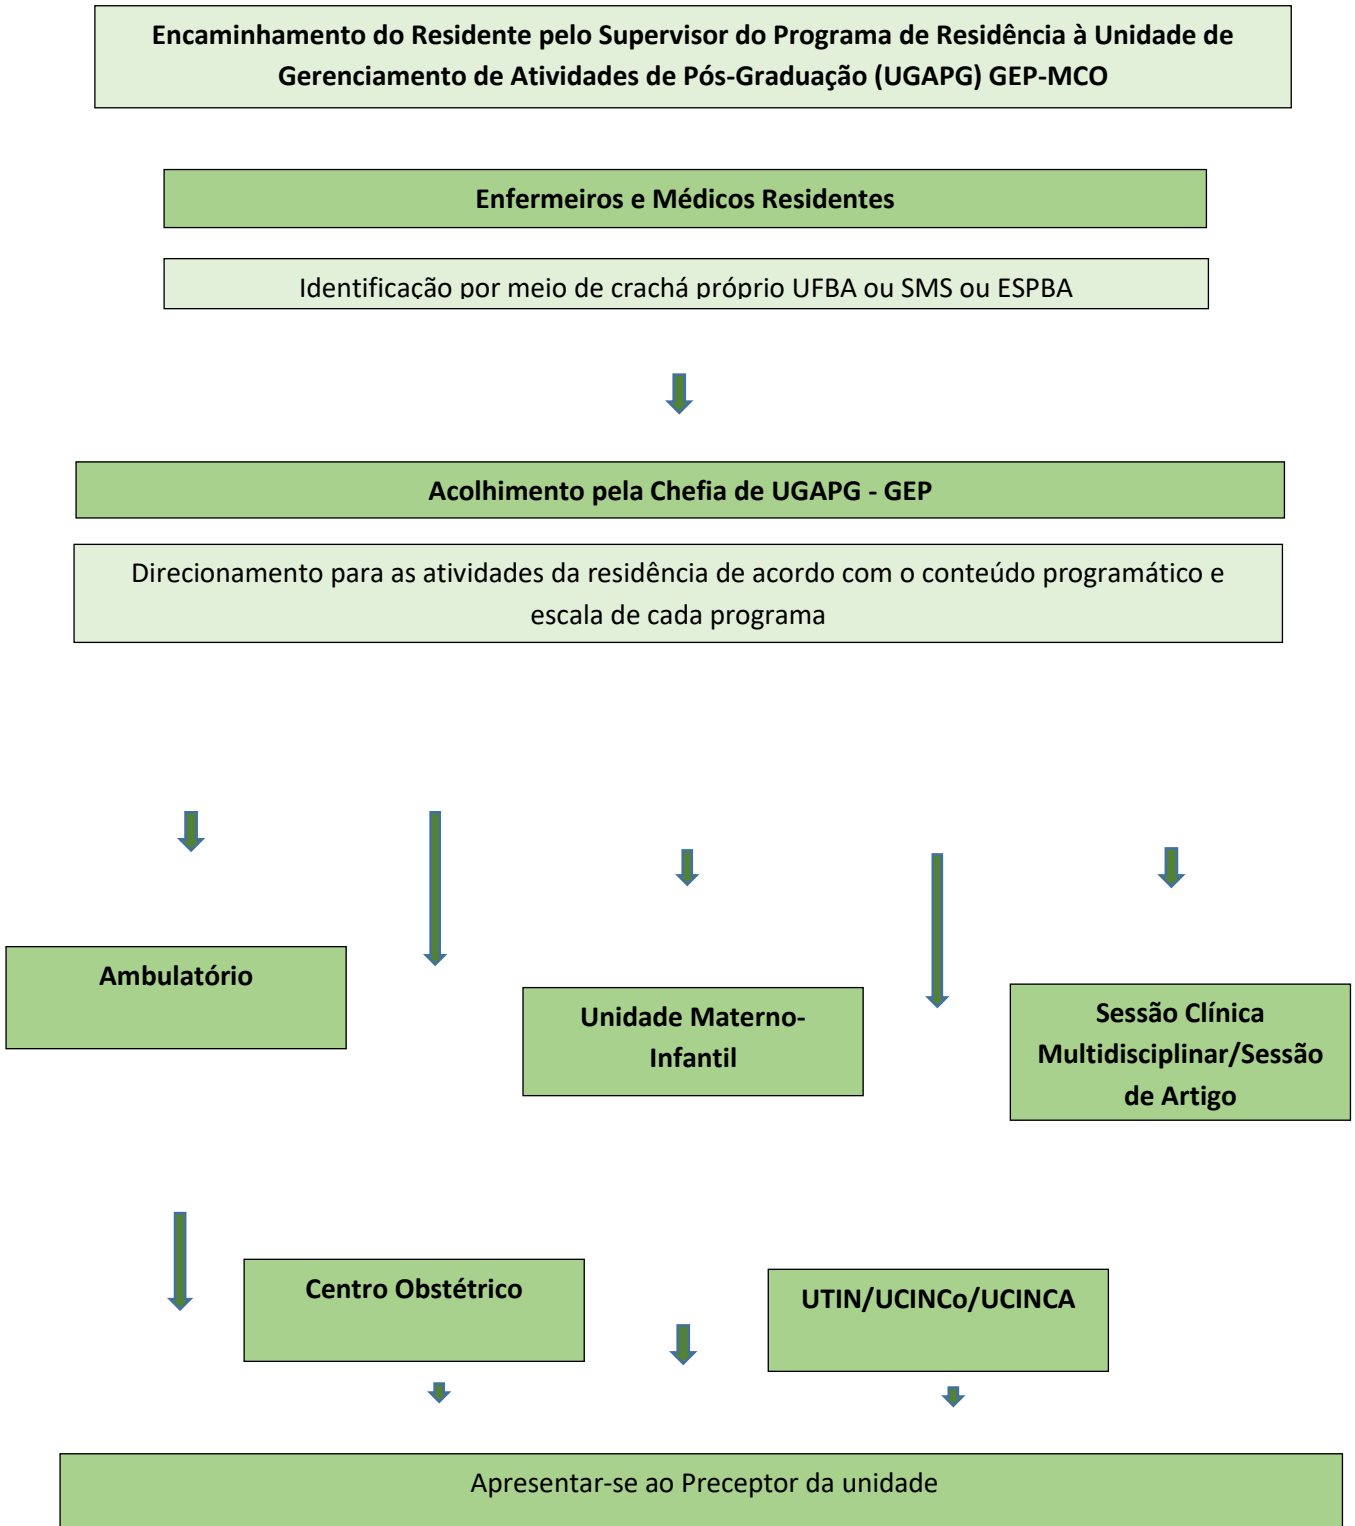 Encaminhamento do Residente pelo Supervisor do Programa de Residência à Unidade de
Gerenciamento de Atividades de Pós-Graduação (UGAPG) GEP-MCO
Enfermeiros e Médicos Residentes
Identificação por meio de crachá próprio UFBA ou SMS ou ESPBA
Acolhimento pela Chefia de UGAPG - GEP
Direcionamento para as atividades da residência de acordo com o conteúdo programático e
escala de cada programa
Ambulatório
Unidade Materno-
Infantil
Sessão Clínica
Multidisciplinar/Sessão
de Artigo
Centro Obstétrico
UTIN/UCINCo/UCINCA
Apresentar-se ao Preceptor da unidade